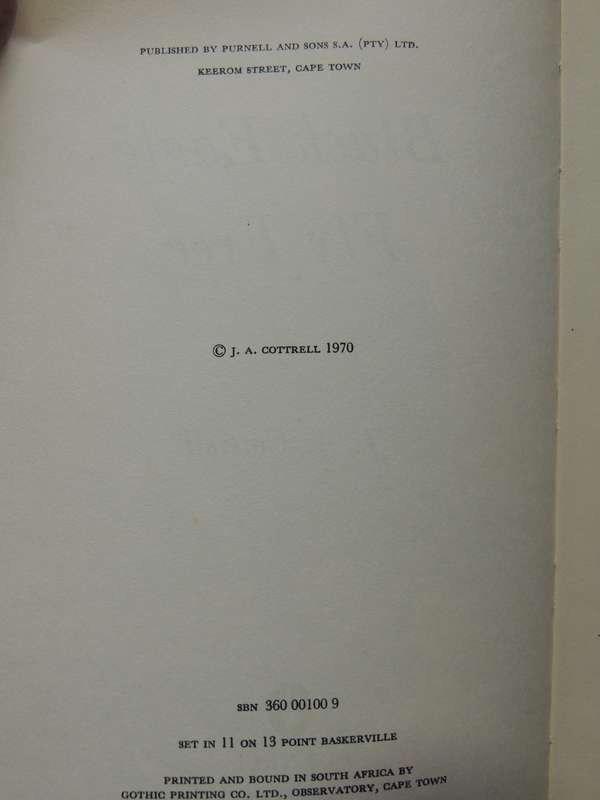 PUBLISHED BY PURNELL AND SONS S.A. (PTY) LTD.
KEEROM STREET, CAPE TOWN
© J. A. COTTRELL 1970
SBN 360 00100 9
SET IN 11 ON 13 POINT BASKERVILLE
PRINTED AND BOUND IN SOUTH AFRICA BY
GOTHIC PRINTING CO. LTD., OBSERVATORY, CAPE TOWN